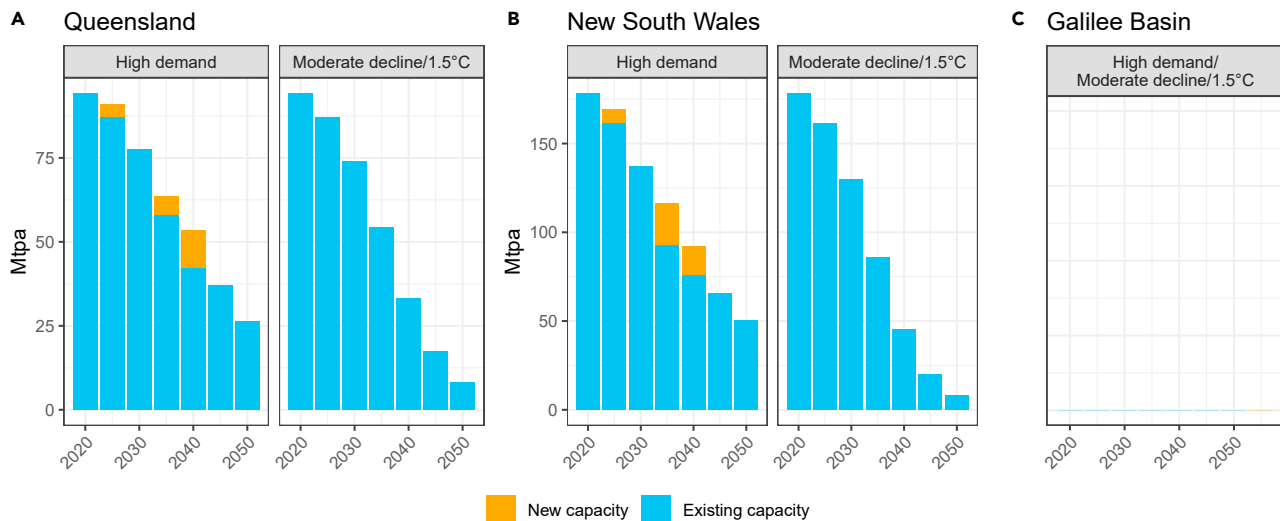 A Queensland
High demand
Moderate decline/1.5°C
Mtpa
75
50
25
0
2020 2030 2040 2050
2020 2030 2040 2050
B New South Wales
High demand
Moderate decline/1.5°C
Mtpa
150
100
50
0
2020 2030 2040 2050
2020 2030 2040 2050
C Galilee Basin
High demand/
Moderate decline/1.5°C
2020 2030 2040 2050
New capacity Existing capacity